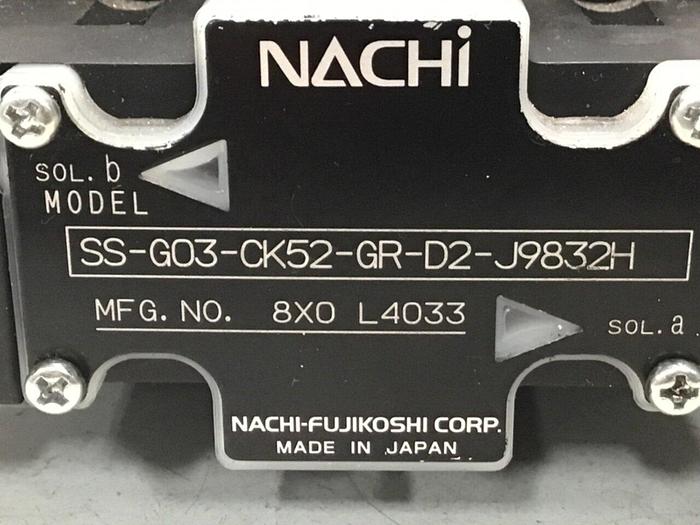 NACHi
SOL. b
MODEL
SS-G03-CK52-GR-D2-J9832H
MFG. NO. 8X0 L4033
SOL. a
NACHI-FUJIKOSHI CORP.
MADE IN JAPAN